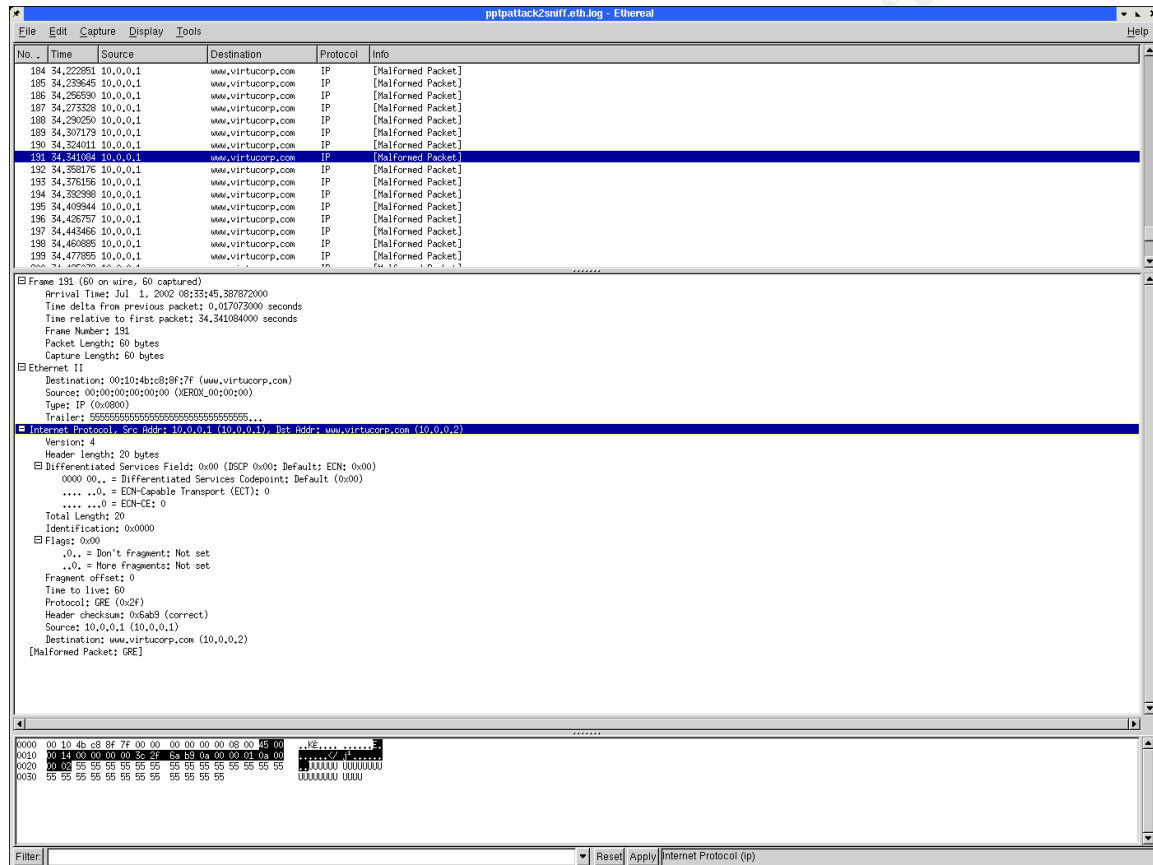 pptpattack2sniff.eth.log - Ethereal
File Edit Capture Display Tools Help
No. . Time Source Destination Protocol Info
184 34.222851 10.0.0.1 www.virtucorp.com IP [Malformed Packet]
185 34.239645 10.0.0.1 www.virtucorp.com IP [Malformed Packet]
186 34.256590 10.0.0.1 www.virtucorp.com IP [Malformed Packet]
187 34.273328 10.0.0.1 www.virtucorp.com IP [Malformed Packet]
188 34.290250 10.0.0.1 www.virtucorp.com IP [Malformed Packet]
189 34.307179 10.0.0.1 www.virtucorp.com IP [Malformed Packet]
190 34.324011 10.0.0.1 www.virtucorp.com IP [Malformed Packet]
191 34.341084 10.0.0.1 www.virtucorp.com IP [Malformed Packet]
192 34.358176 10.0.0.1 www.virtucorp.com IP [Malformed Packet]
193 34.376156 10.0.0.1 www.virtucorp.com IP [Malformed Packet]
194 34.392998 10.0.0.1 www.virtucorp.com IP [Malformed Packet]
195 34.409944 10.0.0.1 www.virtucorp.com IP [Malformed Packet]
196 34.426757 10.0.0.1 www.virtucorp.com IP [Malformed Packet]
197 34.443466 10.0.0.1 www.virtucorp.com IP [Malformed Packet]
198 34.460885 10.0.0.1 www.virtucorp.com IP [Malformed Packet]
199 34.477855 10.0.0.1 www.virtucorp.com IP [Malformed Packet]
Frame 191 (60 on wire, 60 captured)
Arrival Time: Jul 1, 2002 08:33:45.387872000
Time delta from previous packet: 0.017073000 seconds
Time relative to first packet: 34.341084000 seconds
Frame Number: 191
Packet Length: 60 bytes
Capture Length: 60 bytes
Ethernet II
Destination: 00:10:4b:c8:8f:7f (www.virtucorp.com)
Source: 00:00:00:00:00:00 (XEROX_00:00:00)
Type: IP (0x0800)
Trailer: 55555555555555555555555555555555...
Internet Protocol, Src Addr: 10.0.0.1 (10.0.0.1), Dst Addr: www.virtucorp.com (10.0.0.2)
Version: 4
Header length: 20 bytes
Differentiated Services Field: 0x00 (DSCP 0x00: Default; ECN: 0x00)
0000 00.. = Differentiated Services Codepoint: Default (0x00)
.... ..0. = ECN-Capable Transport (ECT): 0
.... ...0 = ECN-CE: 0
Total Length: 20
Identification: 0x0000
Flags: 0x00
.0.. = Don't fragment: Not set
..0. = More fragments: Not set
Fragment offset: 0
Time to live: 60
Protocol: GRE (0x2f)
Header checksum: 0x6ab9 (correct)
Source: 10.0.0.1 (10.0.0.1)
Destination: www.virtucorp.com (10.0.0.2)
[Malformed Packet: GRE]
0000 00 10 4b c8 8f 7f 00 00 00 00 00 00 08 00 45 00 ..KÈ.... ......E.
0010 00 14 00 00 00 00 3c 2f 6a b9 0a 00 00 01 0a 00 ......</ j¹......
0020 00 02 55 55 55 55 55 55 55 55 55 55 55 55 55 55 ..UUUUUU UUUUUUUU
0030 55 55 55 55 55 55 55 55 55 55 55 55 UUUUUUUU UUUU
Filter: Reset Apply Internet Protocol (ip)